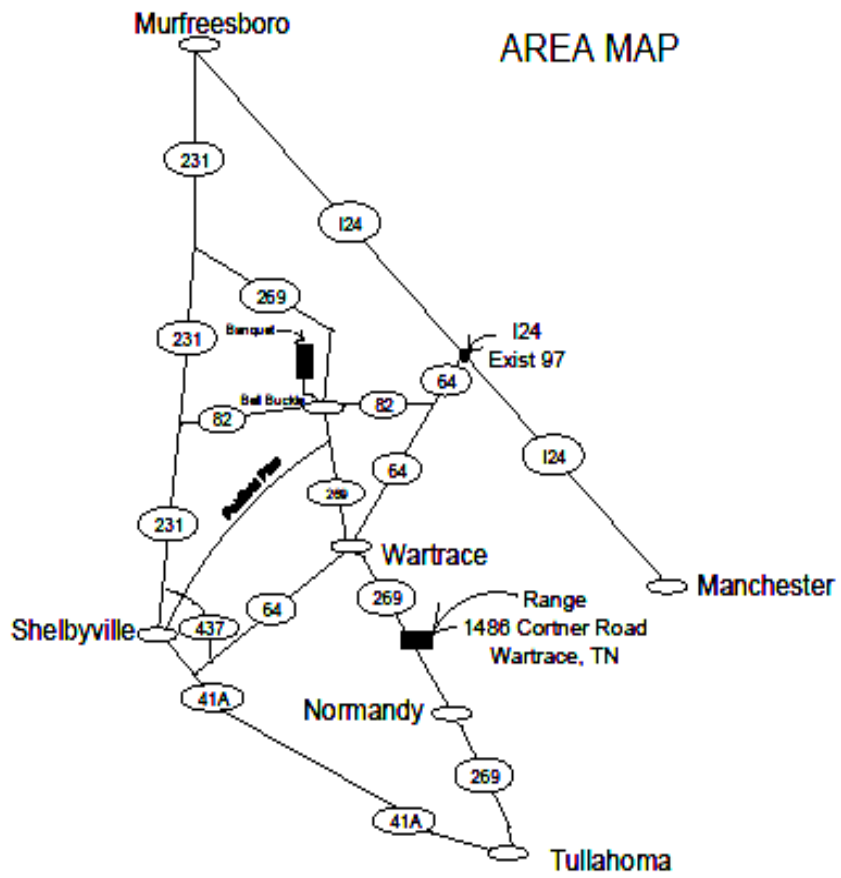 Murfreesboro
AREA MAP
231
I24
269
Banquet
231
I24
Exist 97
64
Bell Buckle
82
82
I24
64
269
231
Wartrace
Manchester
269
Range
64
1486 Cortner Road
Shelbyville
437
Wartrace, TN
41A
Normandy
269
41A
Tullahoma